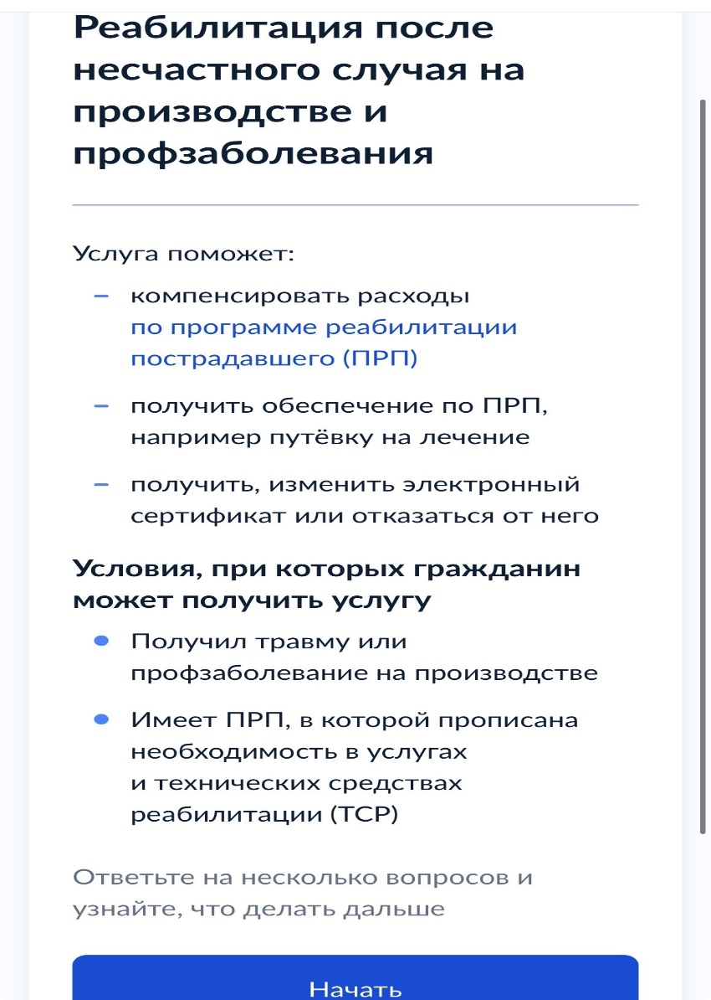 Реабилитация после
несчастного случая на
производстве и
профзаболевания
Услуга поможет:
– компенсировать расходы
по программе реабилитации
пострадавшего (ПРП)
– получить обеспечение по ПРП,
например путёвку на лечение
– получить, изменить электронный
сертификат или отказаться от него
Условия, при которых гражданин
может получить услугу
• Получил травму или
профзаболевание на производстве
• Имеет ПРП, в которой прописана
необходимость в услугах
и технических средствах
реабилитации (ТСР)
Ответьте на несколько вопросов и
узнайте, что делать дальше
Начать